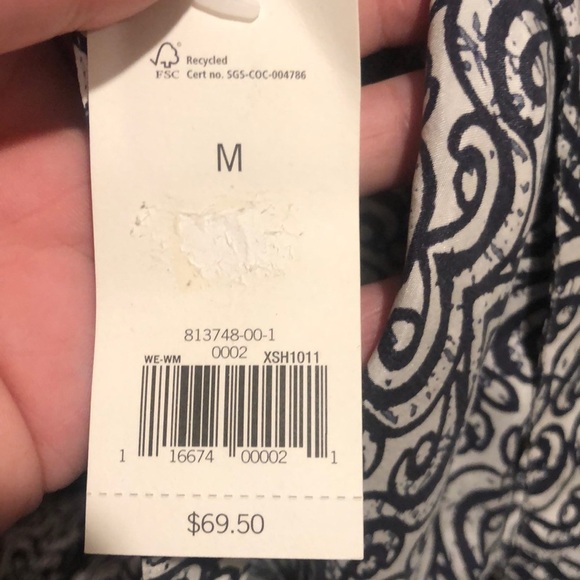 FSC Recycled
Cert no. SGS-COC-004786
M
813748-00-1
0002
WE-WM XSH1011
1 16674 00002 1
$69.50